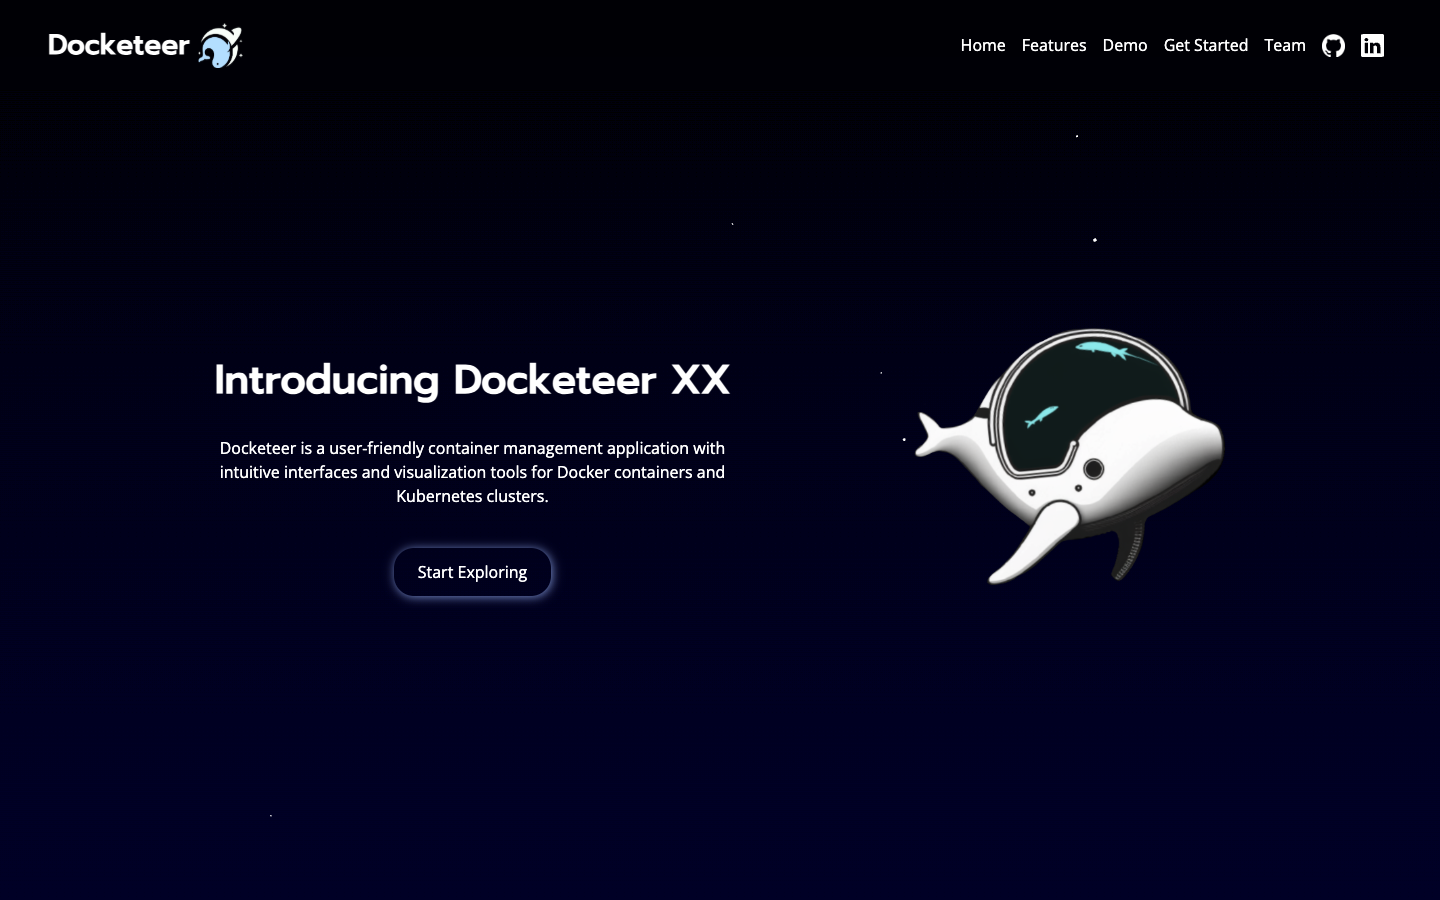 Docketeer
Home Features Demo Get Started Team
Introducing Docketeer XX
Docketeer is a user-friendly container management application with
intuitive interfaces and visualization tools for Docker containers and
Kubernetes clusters.
Start Exploring